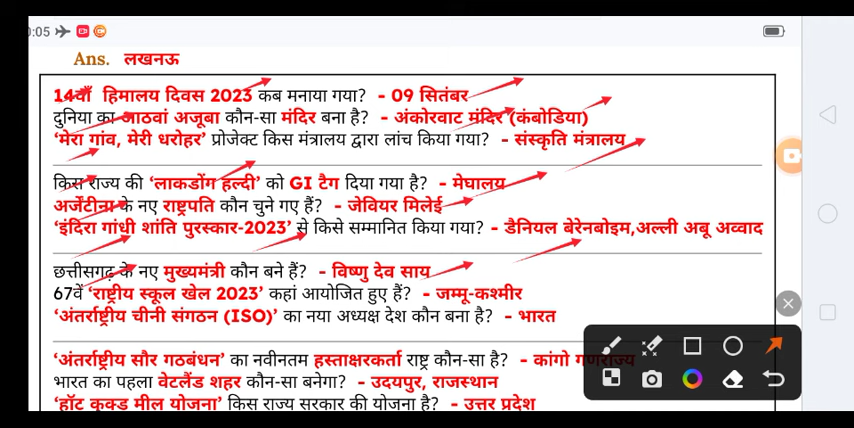 :05
Ans. लखनऊ
14वाँ हिमालय दिवस 2023 कब मनाया गया? - 09 सितंबर
दुनिया का आठवां अजूबा कौन-सा मंदिर बना है? - अंकोरवाट मंदिर (कंबोडिया)
‘मेरा गांव, मेरी धरोहर’ प्रोजेक्ट किस मंत्रालय द्वारा लांच किया गया? - संस्कृति मंत्रालय
किस राज्य की ‘लाकडोंग हल्दी’ को GI टैग दिया गया है? - मेघालय
अर्जेंटीना के नए राष्ट्रपति कौन चुने गए हैं? - जेवियर मिलेई
‘इंदिरा गांधी शांति पुरस्कार-2023’ से किसे सम्मानित किया गया? - डैनियल बेरेनबोइम,अल्ली अबू अव्वाद
छत्तीसगढ़ के नए मुख्यमंत्री कौन बने हैं? - विष्णु देव साय
67वें ‘राष्ट्रीय स्कूल खेल 2023’ कहां आयोजित हुए हैं? - जम्मू-कश्मीर
‘अंतर्राष्ट्रीय चीनी संगठन (ISO)’ का नया अध्यक्ष देश कौन बना है? - भारत
‘अंतर्राष्ट्रीय सौर गठबंधन’ का नवीनतम हस्ताक्षरकर्ता राष्ट्र कौन-सा है? - कांगो गणराज्य
भारत का पहला वेटलैंड शहर कौन-सा बनेगा? - उदयपुर, राजस्थान
‘हॉट कुक्ड मील योजना’ किस राज्य सरकार की योजना है? - उत्तर प्रदेश